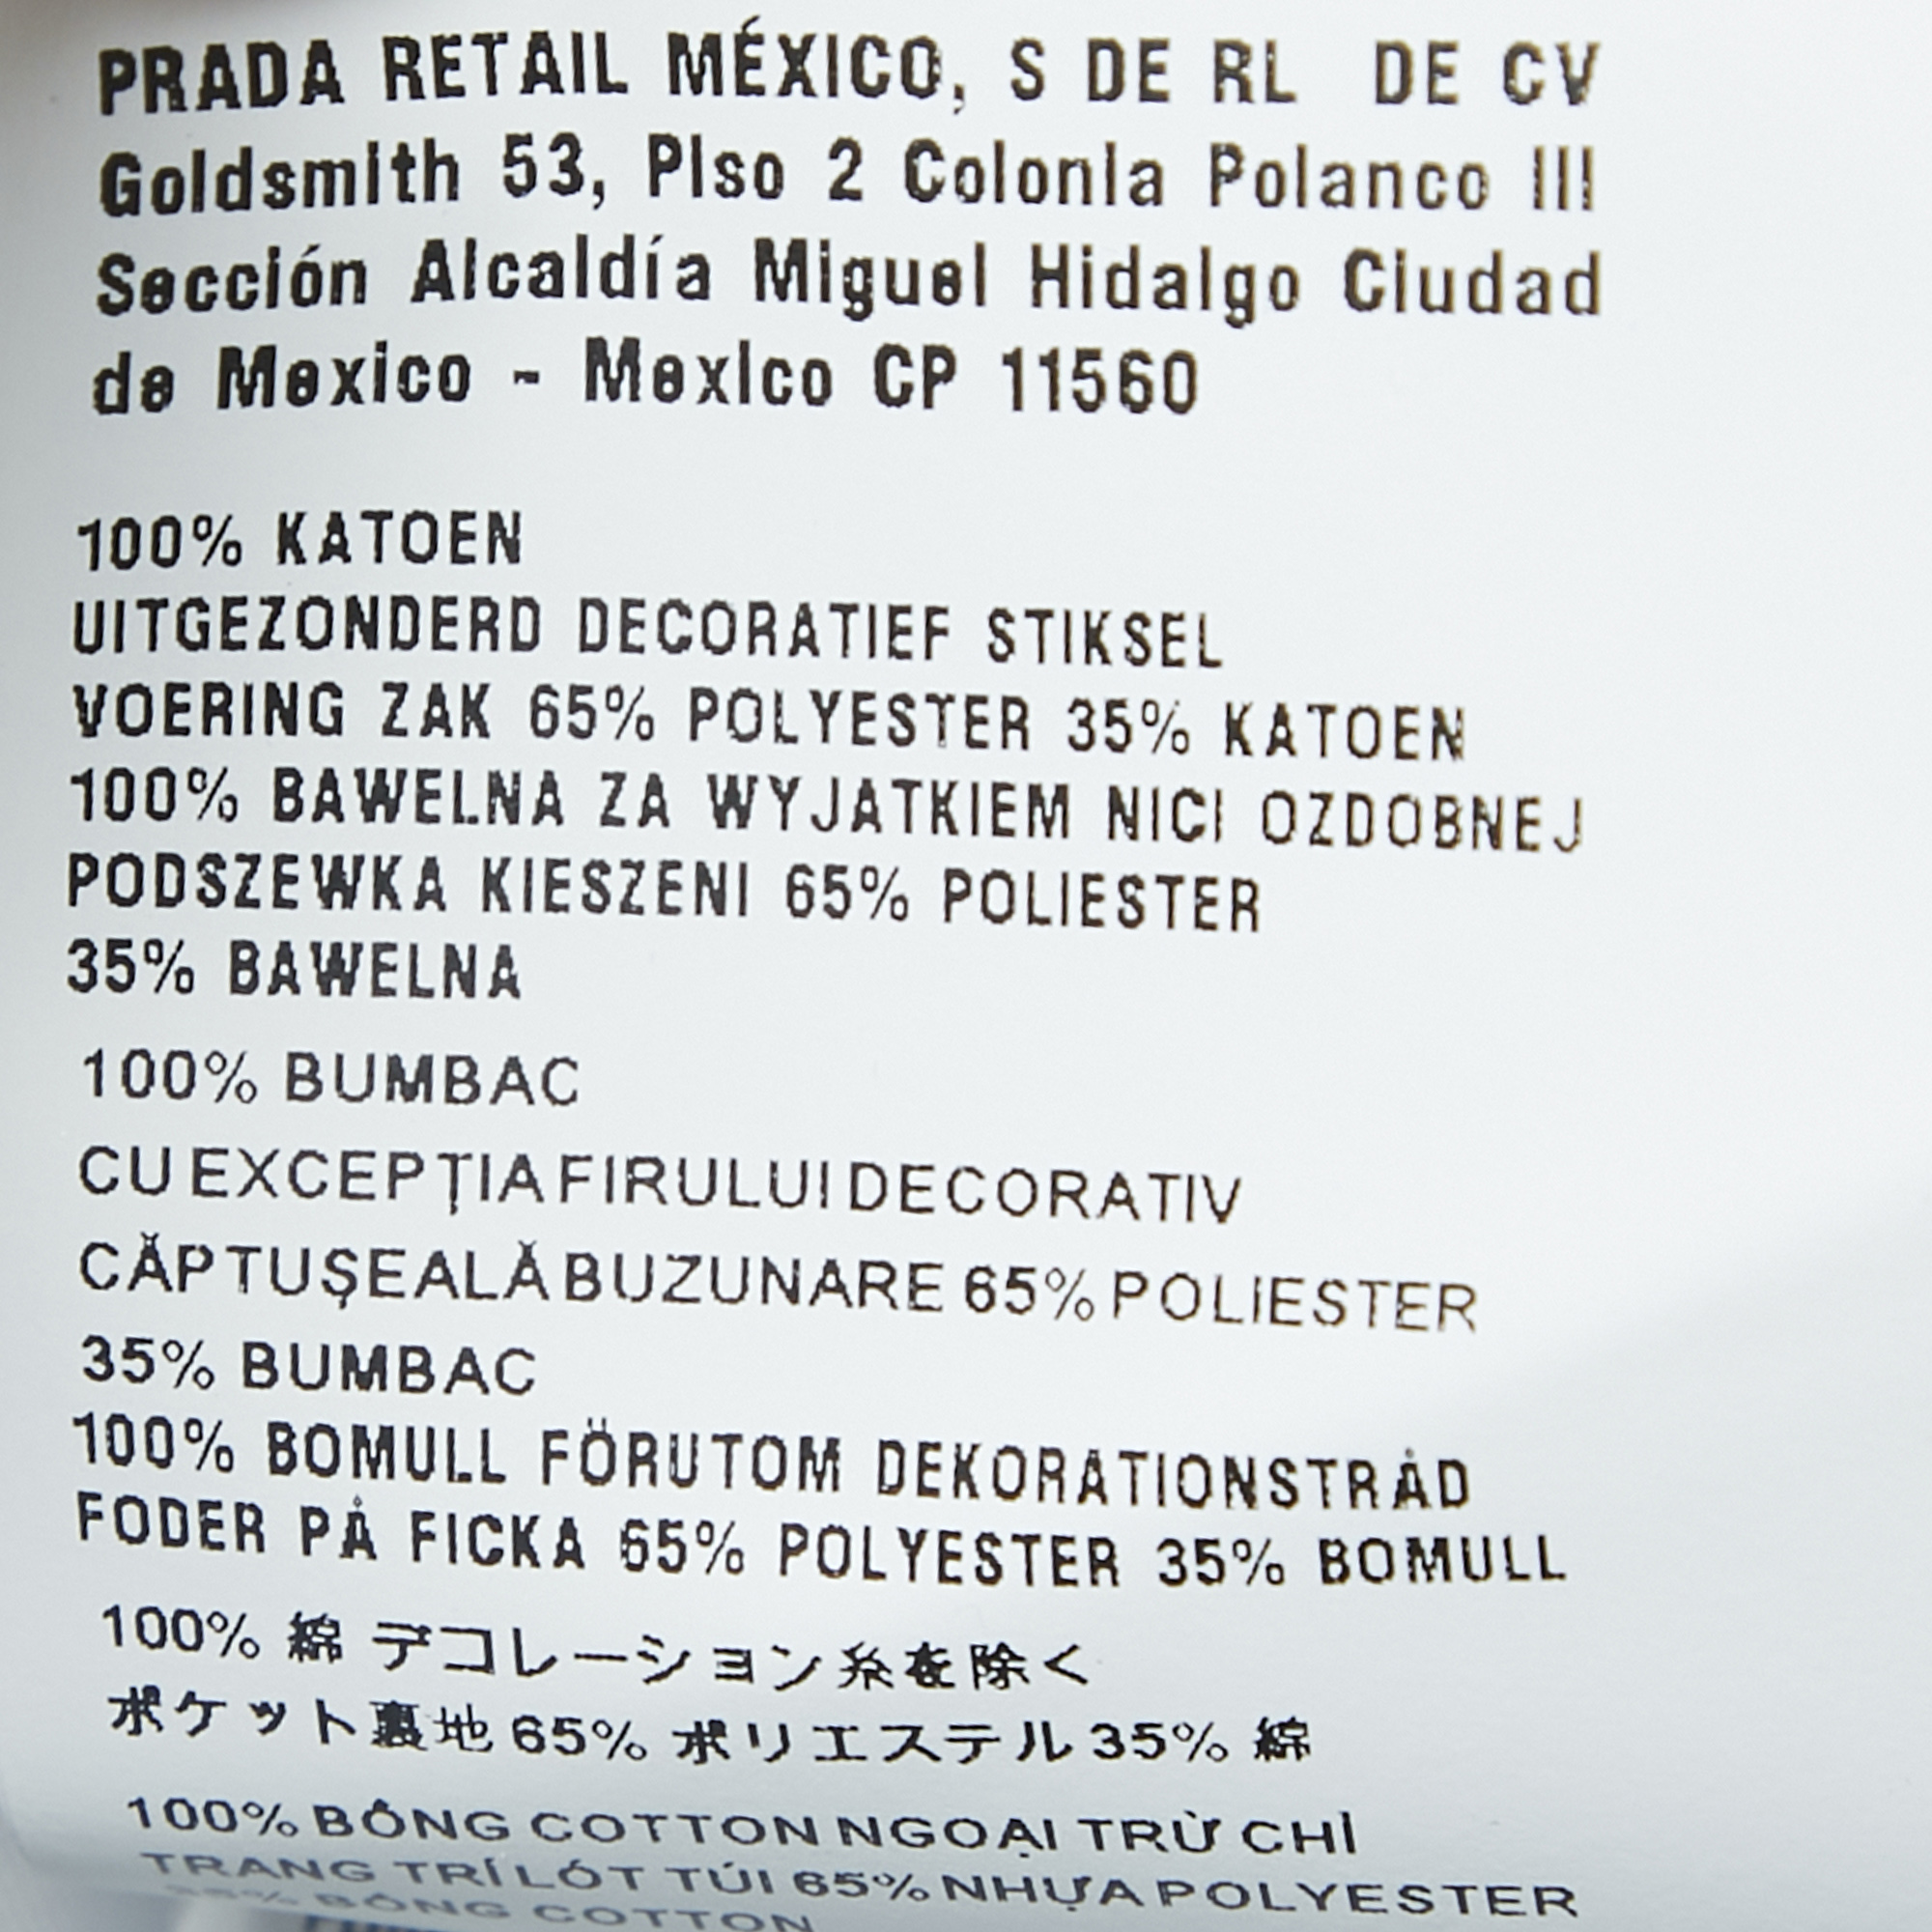 PRADA RETAIL MÉXICO, S DE RL DE CV
Goldsmith 53, Piso 2 Colonia Polanco III
Sección Alcaldía Miguel Hidalgo Ciudad
de Mexico - Mexico CP 11560
100% KATOEN
UITGEZONDERD DECORATIEF STIKSEL
VOERING ZAK 65% POLYESTER 35% KATOEN
100% BAWELNA ZA WYJATKIEM NICI OZDOBNEJ
PODSZEWKA KIESZENI 65% POLIESTER
35% BAWELNA
100% BUMBAC
CU EXCEPŢIA FIRULUI DECORATIV
CĂPTUŞEALĂ BUZUNARE 65% POLIESTER
35% BUMBAC
100% BOMULL FÖRUTOM DEKORATIONSTRÅD
FODER PÅ FICKA 65% POLYESTER 35% BOMULL
100% 綿 デコレーション糸を除く
ポケット裏地 65% ポリエステル 35% 綿
100% BÔNG COTTON NGOẠI TRỪ CHỈ
TRANG TRÍ LÓT TÚI 65% NHỰA POLYESTER
35% BÔNG COTTON